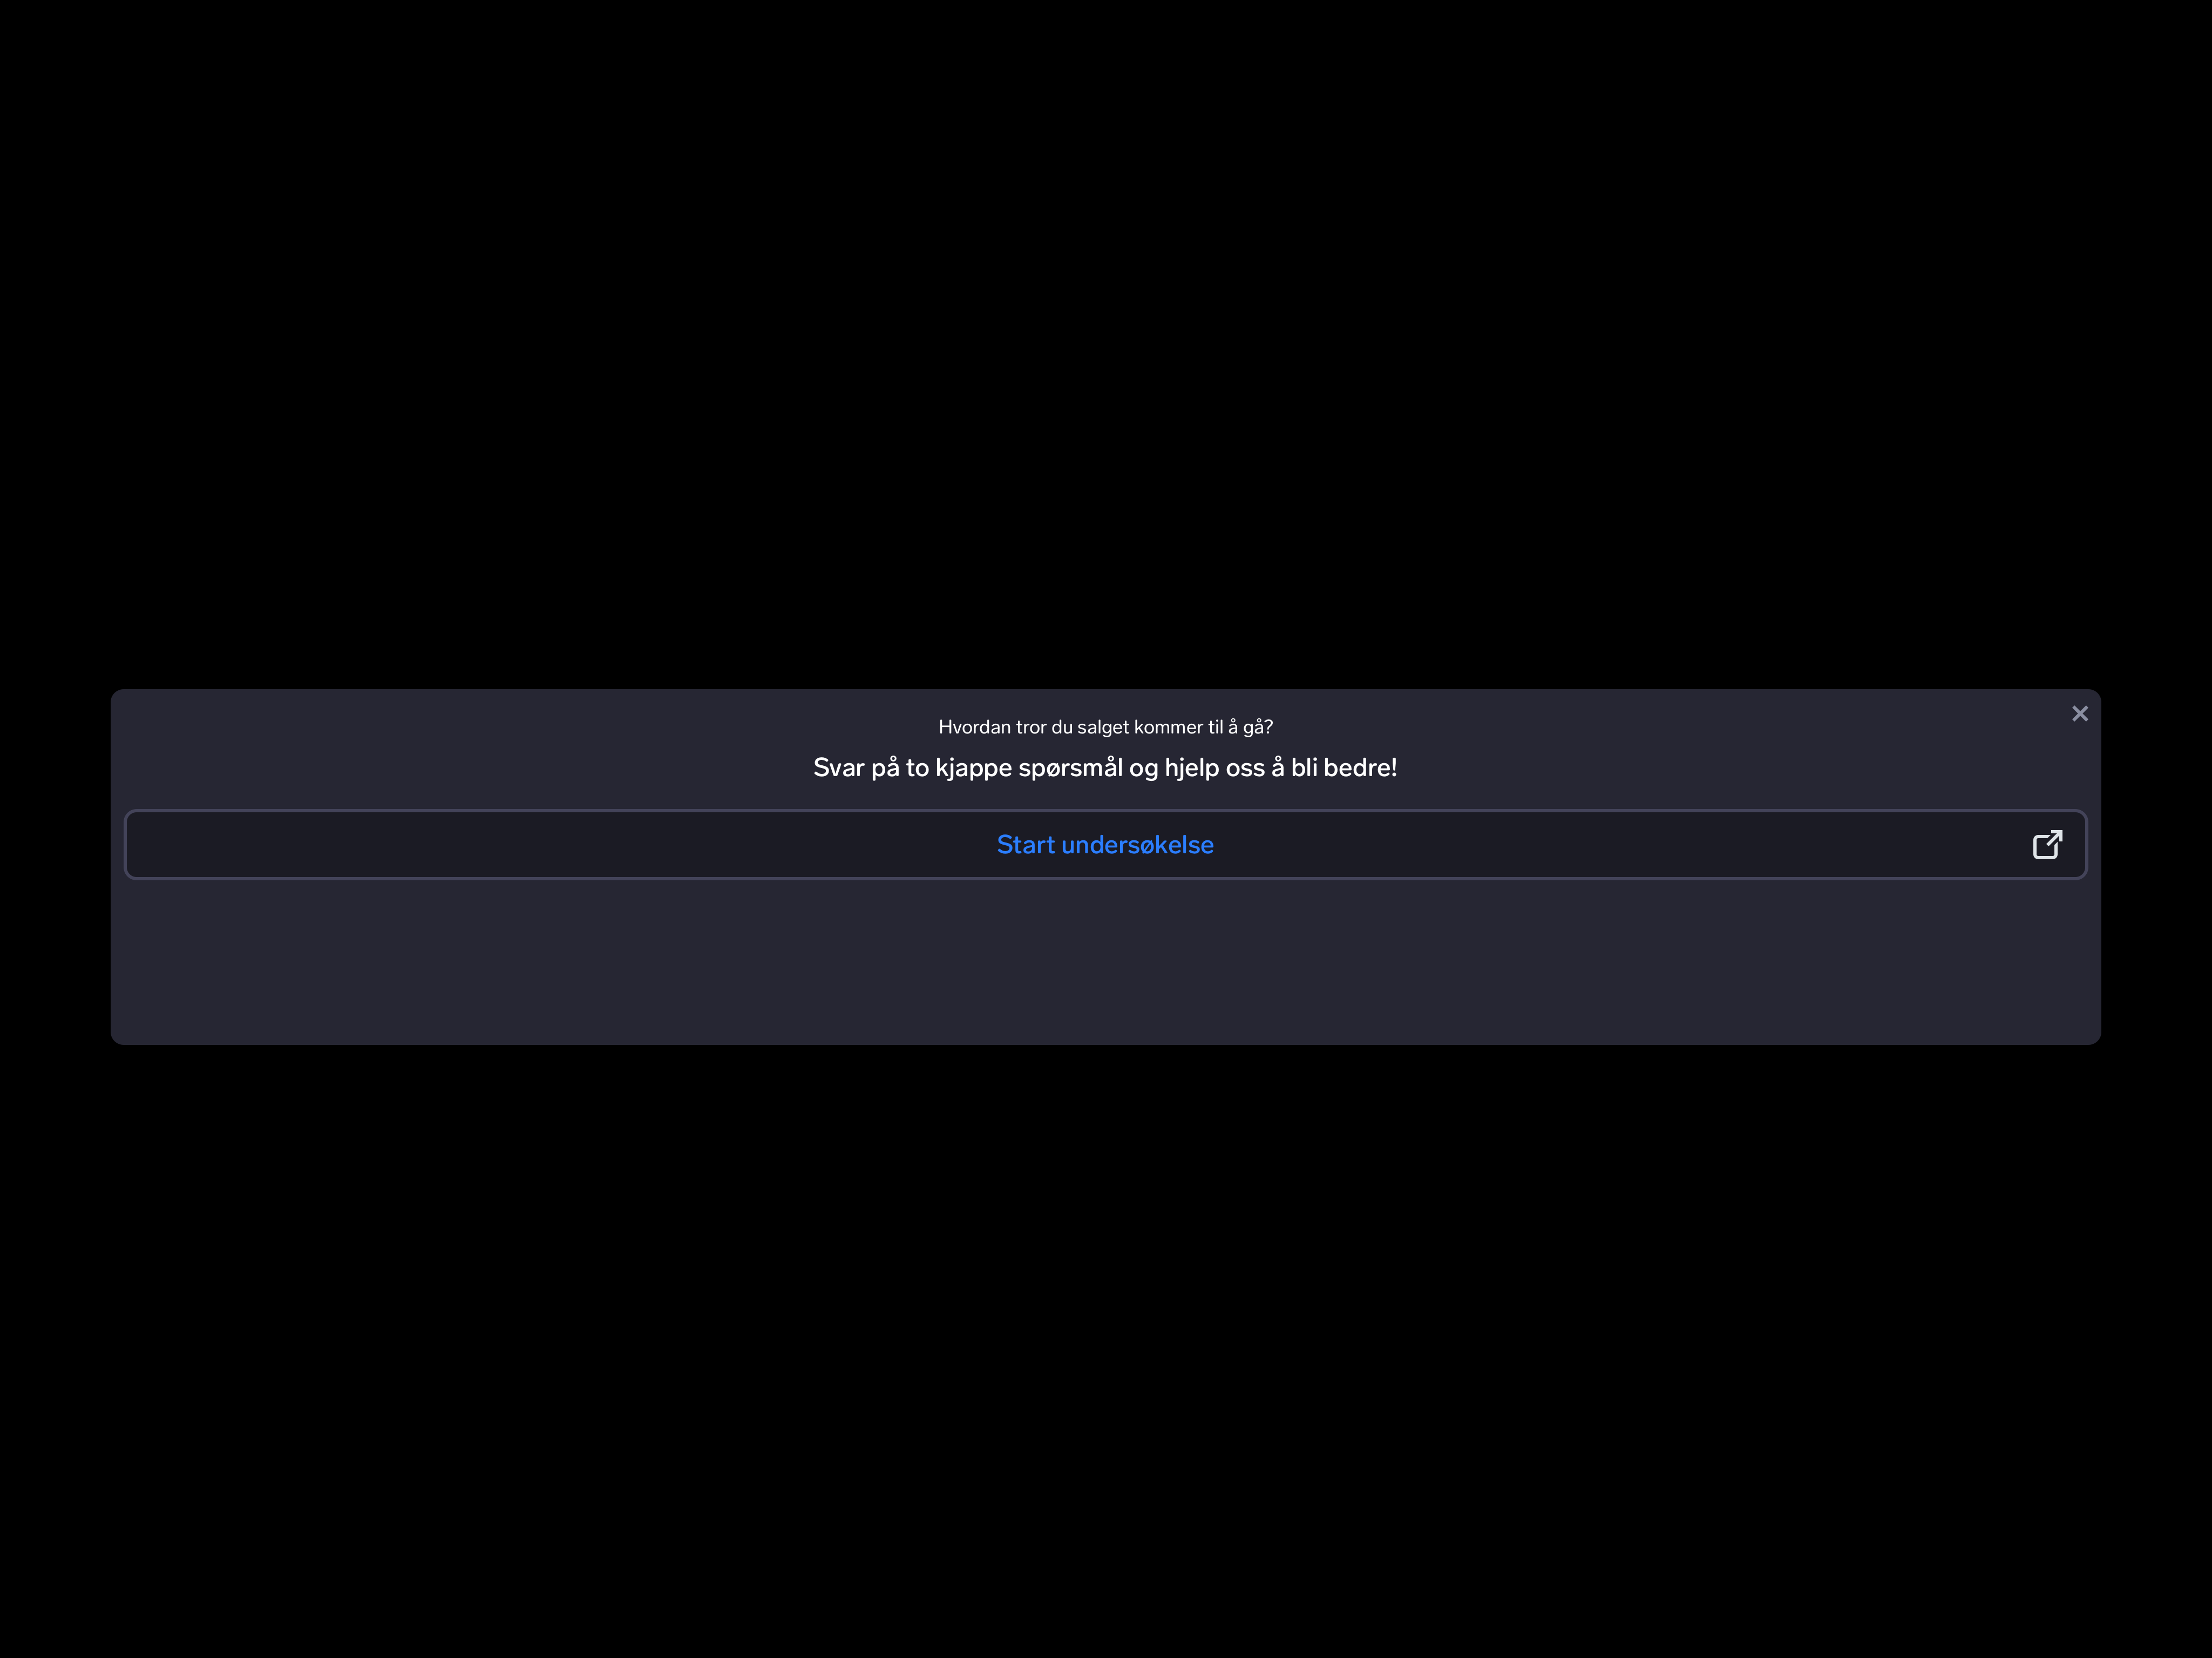 Hvordan tror du salget kommer til å gå?
Svar på to kjappe spørsmål og hjelp oss å bli bedre!
Start undersøkelse